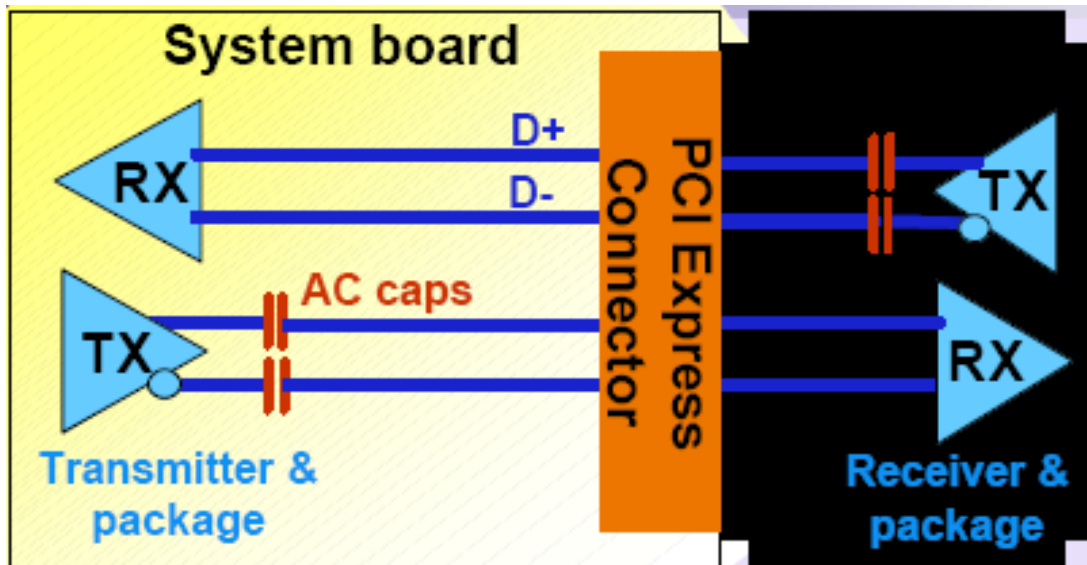 System board
D+
RX
D-
TX
PCI Express
Connector
AC caps
TX
RX
Transmitter &
package
Receiver &
package